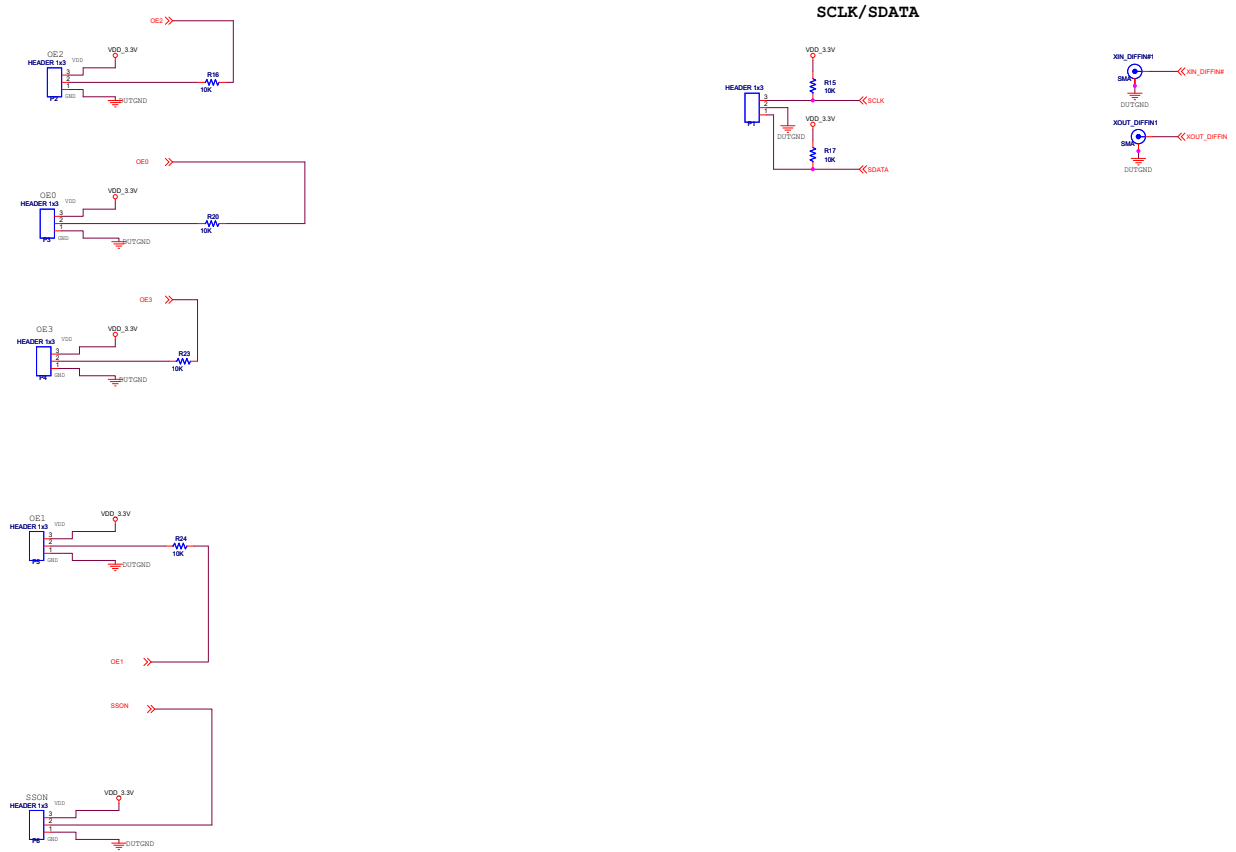 SCLK/SDATA
OE2
OE2
HEADER 1x3
VDD
VDD_3.3V
3
2
1
P2
GND
DUTGND
R16
10K
OE0
OE0
HEADER 1x3
VDD
VDD_3.3V
3
2
1
P3
GND
DUTGND
R20
10K
OE3
OE3
HEADER 1x3
VDD
VDD_3.3V
3
2
1
P4
GND
DUTGND
R23
10K
OE1
HEADER 1x3
VDD
VDD_3.3V
3
2
1
P5
GND
DUTGND
R24
10K
OE1
SSON
SSON
HEADER 1x3
VDD
VDD_3.3V
3
2
1
P6
GND
DUTGND
VDD_3.3V
R15
10K
HEADER 1x3
3
2
1
P1
SCLK
DUTGND
VDD_3.3V
R17
10K
SDATA
XIN_DIFFIN#1
XIN_DIFFIN#
SMA
DUTGND
XOUT_DIFFIN1
XOUT_DIFFIN
SMA
DUTGND